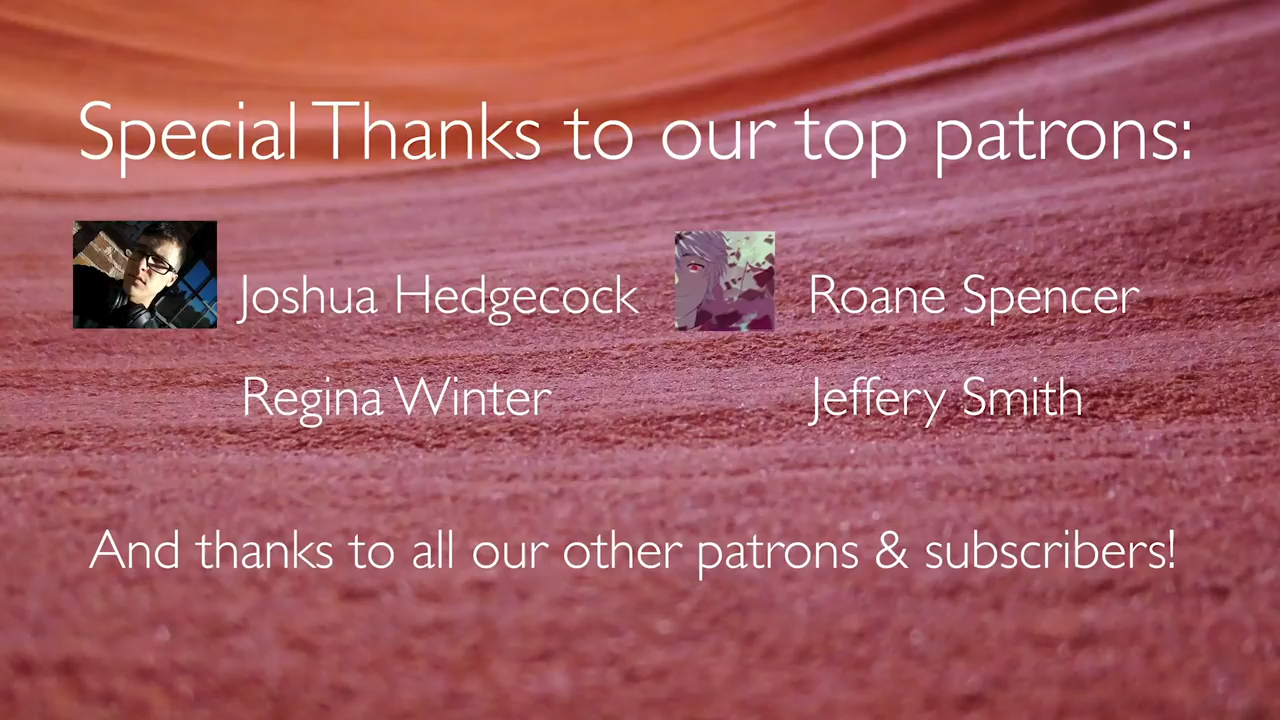 Special Thanks to our top patrons:
Joshua Hedgecock
Roane Spencer
Regina Winter
Jeffery Smith
And thanks to all our other patrons & subscribers!